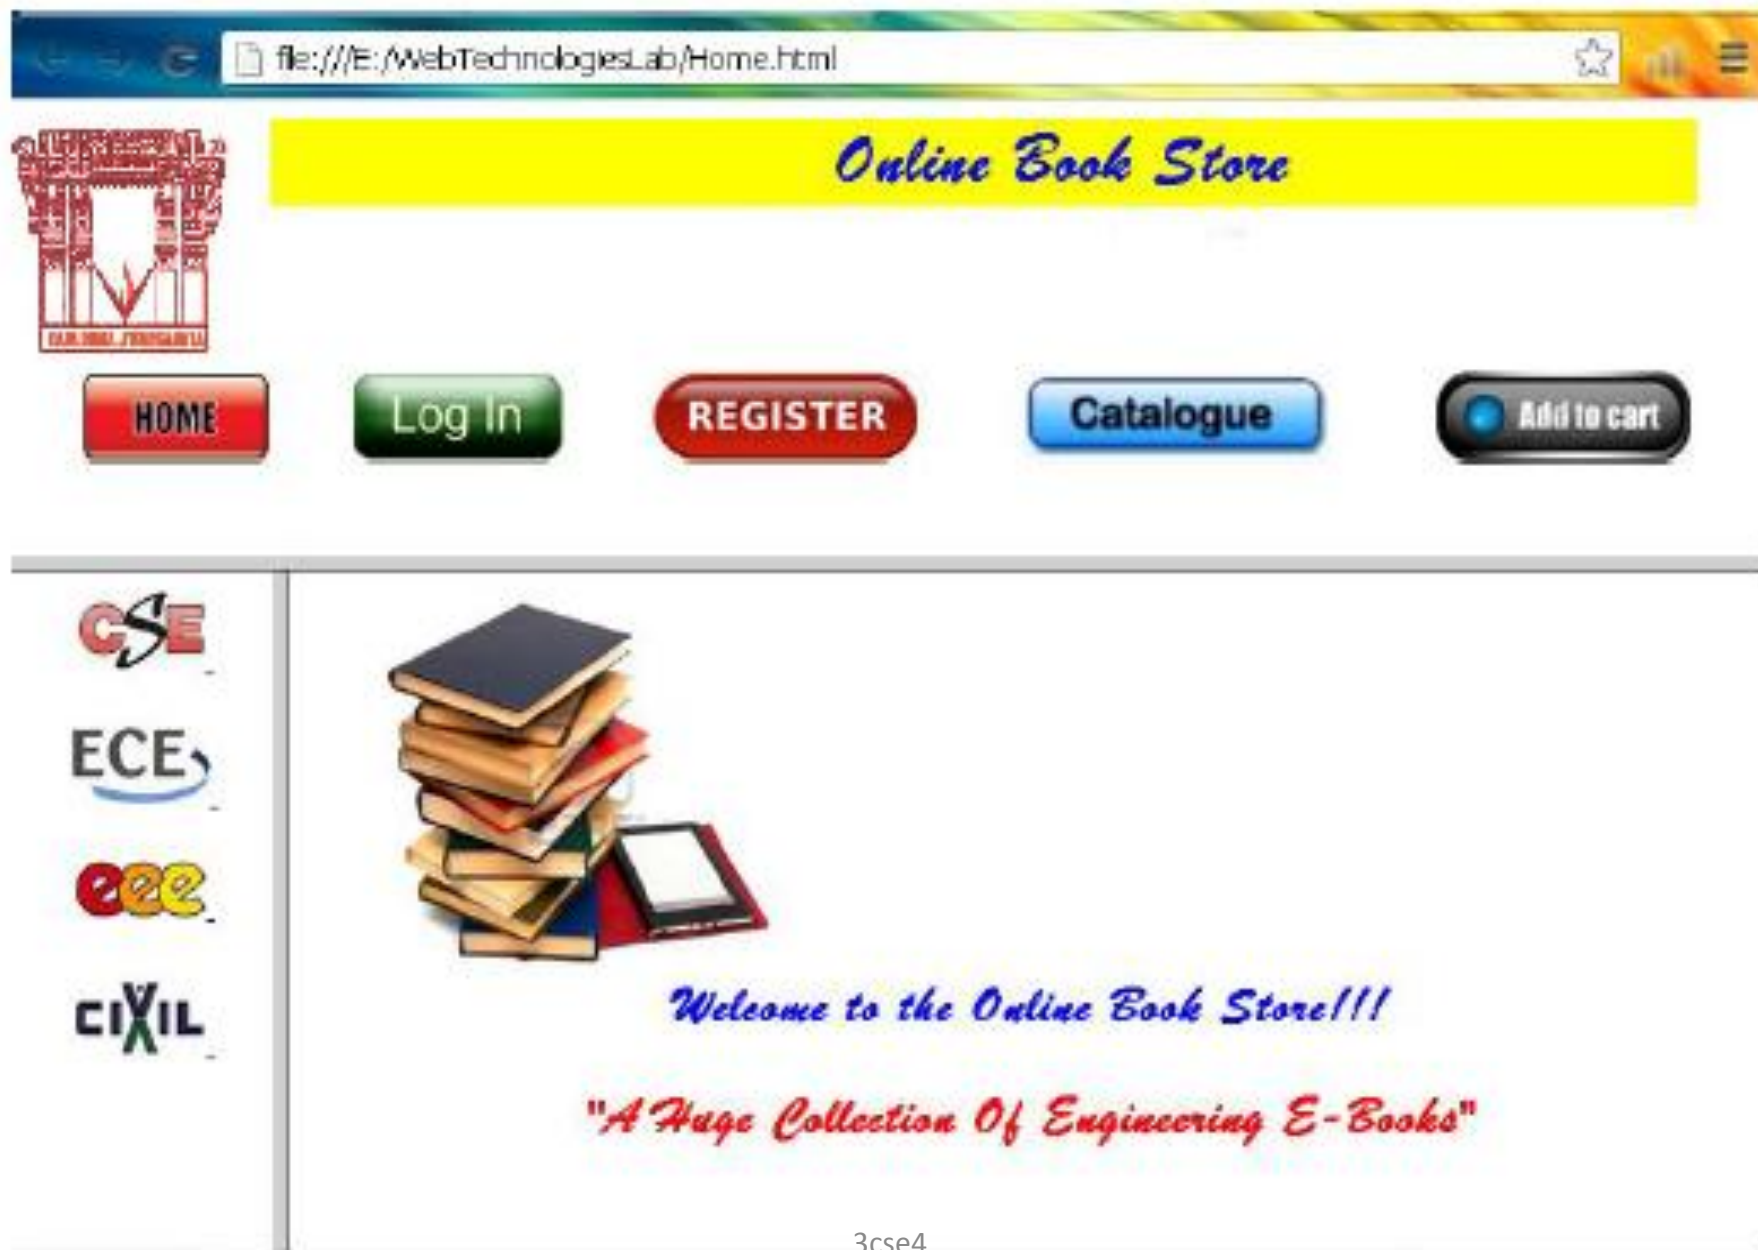 file:///E:/WebTechnologiesLab/Home.html
Online Book Store
HOME
Log In
REGISTER
Catalogue
Add to cart
CSE
ECE
eee
CIVIL
Welcome to the Online Book Store!!!
"A Huge Collection Of Engineering E-Books"
3cse4